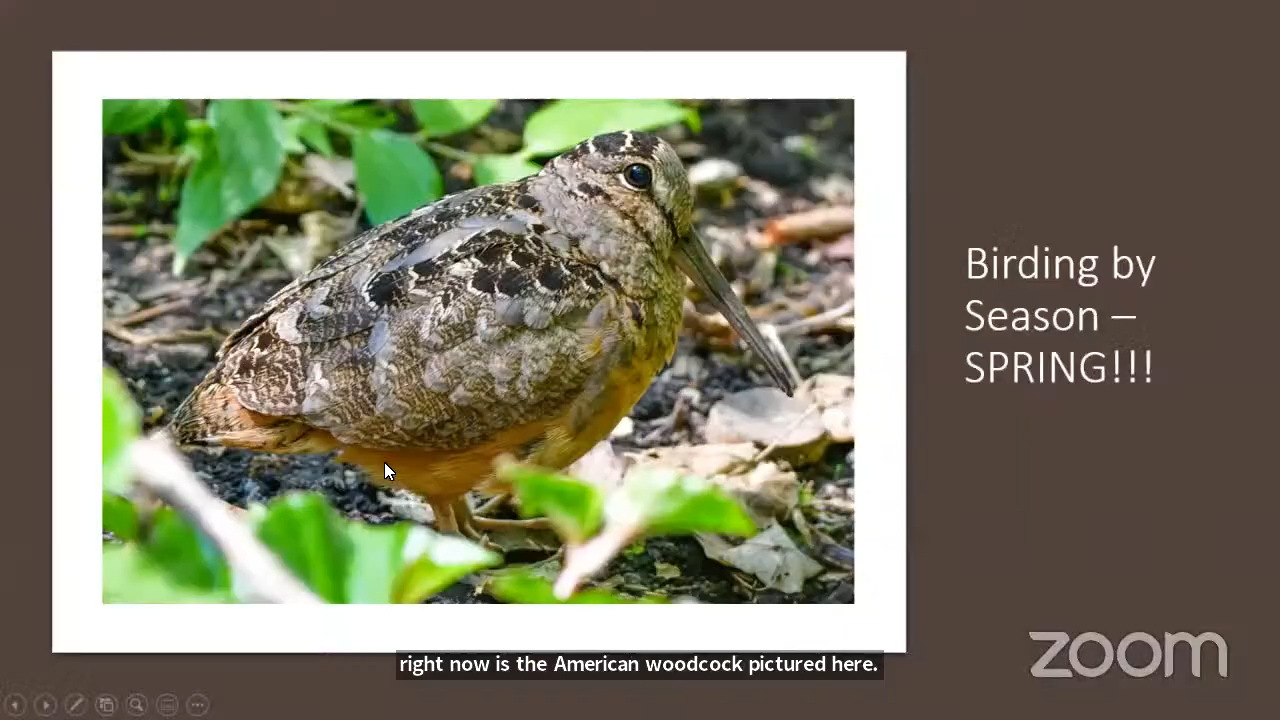 Birding by
Season –
SPRING!!!
right now is the American woodcock pictured here.
zoom